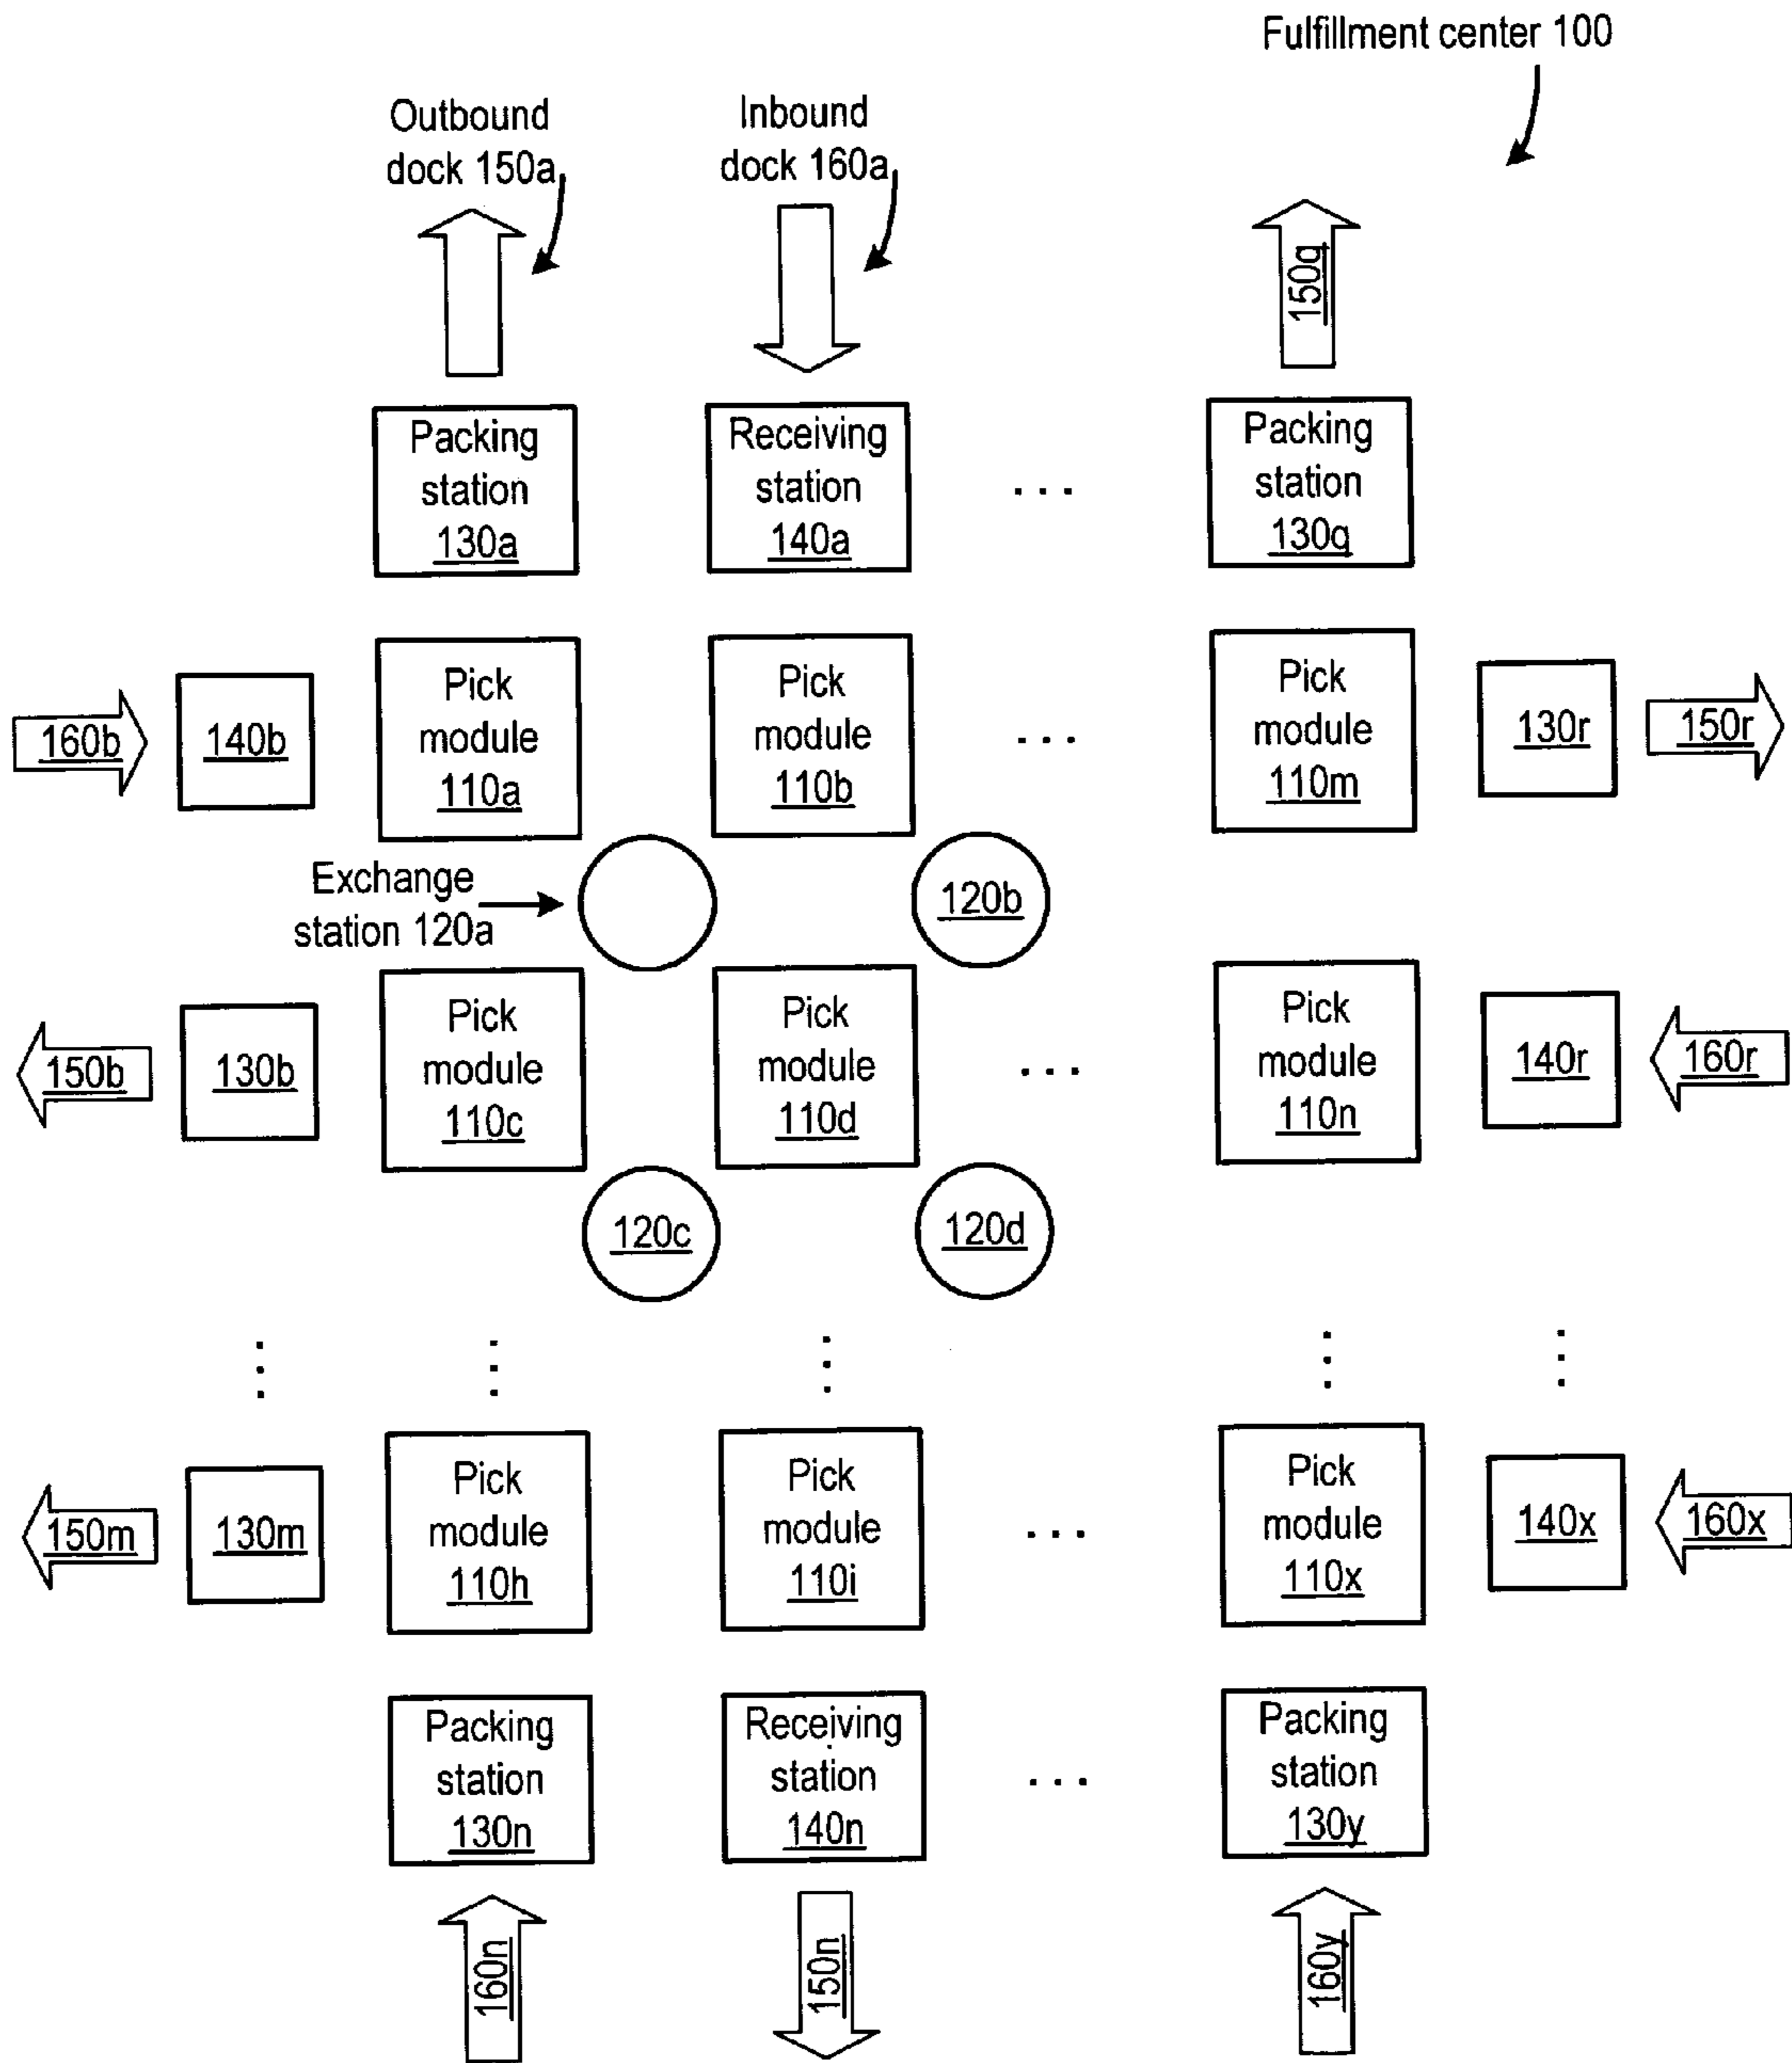 Fulfillment center 100
Outbound
dock 150a
Inbound
dock 160a
150q
Packing
station
130a
Receiving
station
140a
. . .
Packing
station
130q
160b
140b
Pick
module
110a
Pick
module
110b
. . .
Pick
module
110m
130r
150r
Exchange
station 120a
120b
150b
130b
Pick
module
110c
Pick
module
110d
. . .
Pick
module
110n
140r
160r
120c
120d
150m
130m
Pick
module
110h
Pick
module
110i
. . .
Pick
module
110x
140x
160x
Packing
station
130n
Receiving
station
140n
. . .
Packing
station
130y
160n
150n
160y